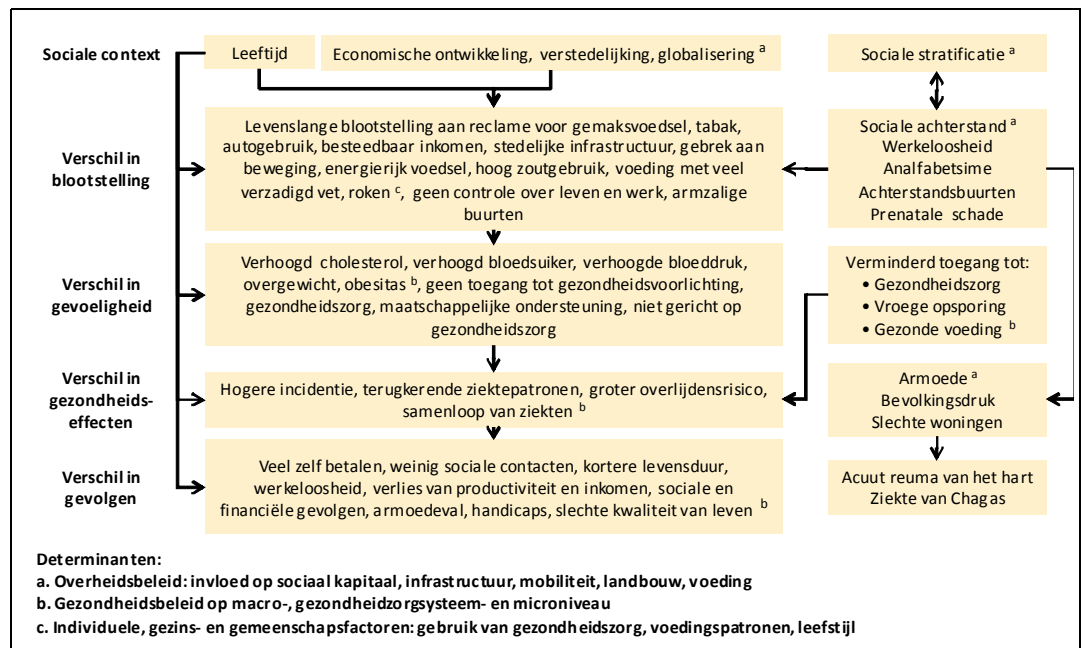 Sociale context
Leeftijd
Economische ontwikkeling, verstedelijking, globalisering a
Sociale stratificatie a
Verschil in
blootstelling
Levenslange blootstelling aan reclame voor gemaksvoedsel, tabak,
autogebruik, besteedbar inkomen, stedelijke infrastructuur, gebrek aan
beweging, energierijk voedsel, hoog zoutgebruik, voeding met veel
verzadigd vet, roken c, geen controle over leven en werk, armzalige
buurten
Sociale achterstand a
Werkeloosheid
Analfabetsime
Achterstandsbuurten
Prenatale schade
Verschil in
gevoeligheid
Verhoogd cholesterol, verhoogd bloedsuiker, verhoogde bloeddruk,
overgewicht, obesitas b, geen toegang tot gezondheidsvoorlichting,
gezondheidszorg, maatschappelijke ondersteuning, niet gericht op
gezondheidszorg
Verminderd toegang tot:
• Gezondheidszorg
• Vroege opsporing
• Gezonde voeding b
Verschil in
gezondheids-
effecten
Hogere incidentie, terugkerende ziektepatronen, groter overlijdensrisico,
samenloop van ziekten b
Armoede a
Bevolkingsdruk
Slechte woningen
Verschil in
gevolgen
Veel zelf betalen, weinig sociale contacten, kortere levensduur,
werkeloosheid, verlies van productiviteit en inkomen, sociale en
financiële gevolgen, armoedeval, handicaps, slechte kwaliteit van leven b
Acuut reuma van het hart
Ziekte van Chagas
Determinanten:
a. Overheidsbeleid: invloed op sociaal kapitaal, infrastructuur, mobiliteit, landbouw, voeding
b. Gezondheidsbeleid op macro-, gezondheidzorgsysteem- en microniveau
c. Individuele, gezins- en gemeenschapsfactoren: gebruik van gezondheidszorg, voedingspatronen, leefstijl